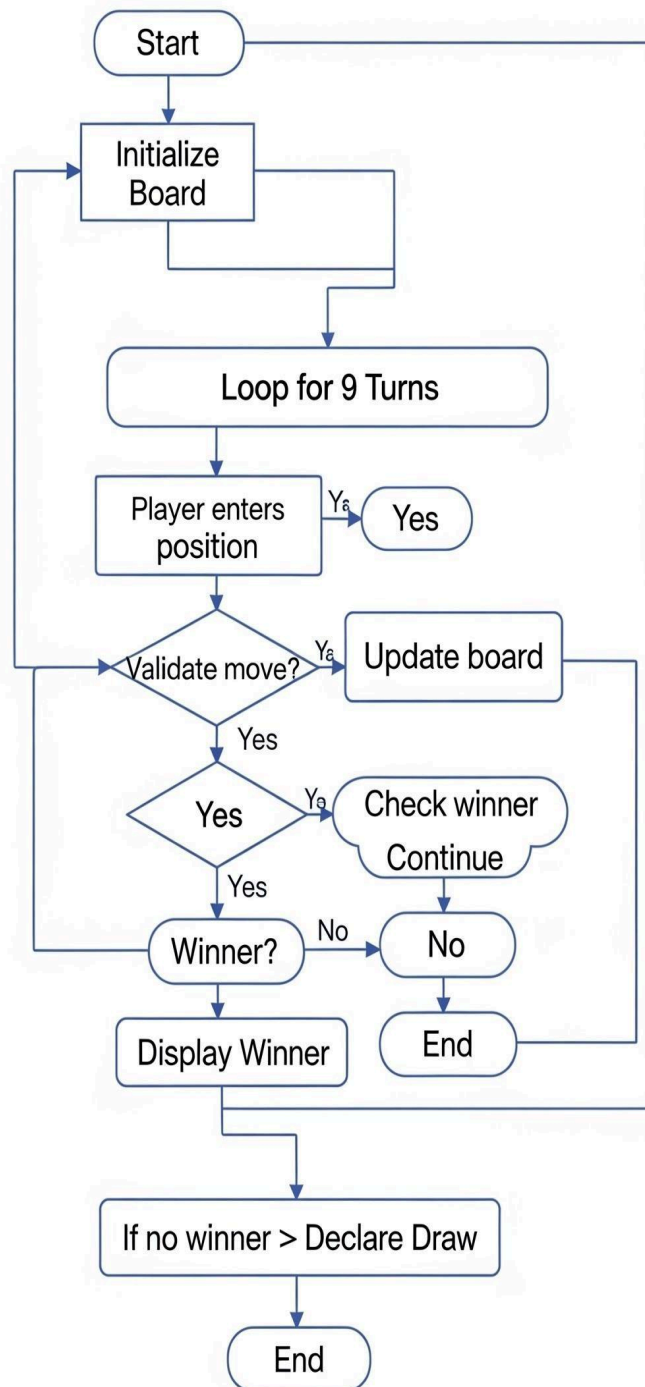 Start
Initialize
Board
Loop for 9 Turns
Player enters
position
Yes
Validate move?
Update board
Yes
Yes
Check winner
Continue
Yes
Winner?
No
No
Display Winner
End
If no winner > Declare Draw
End